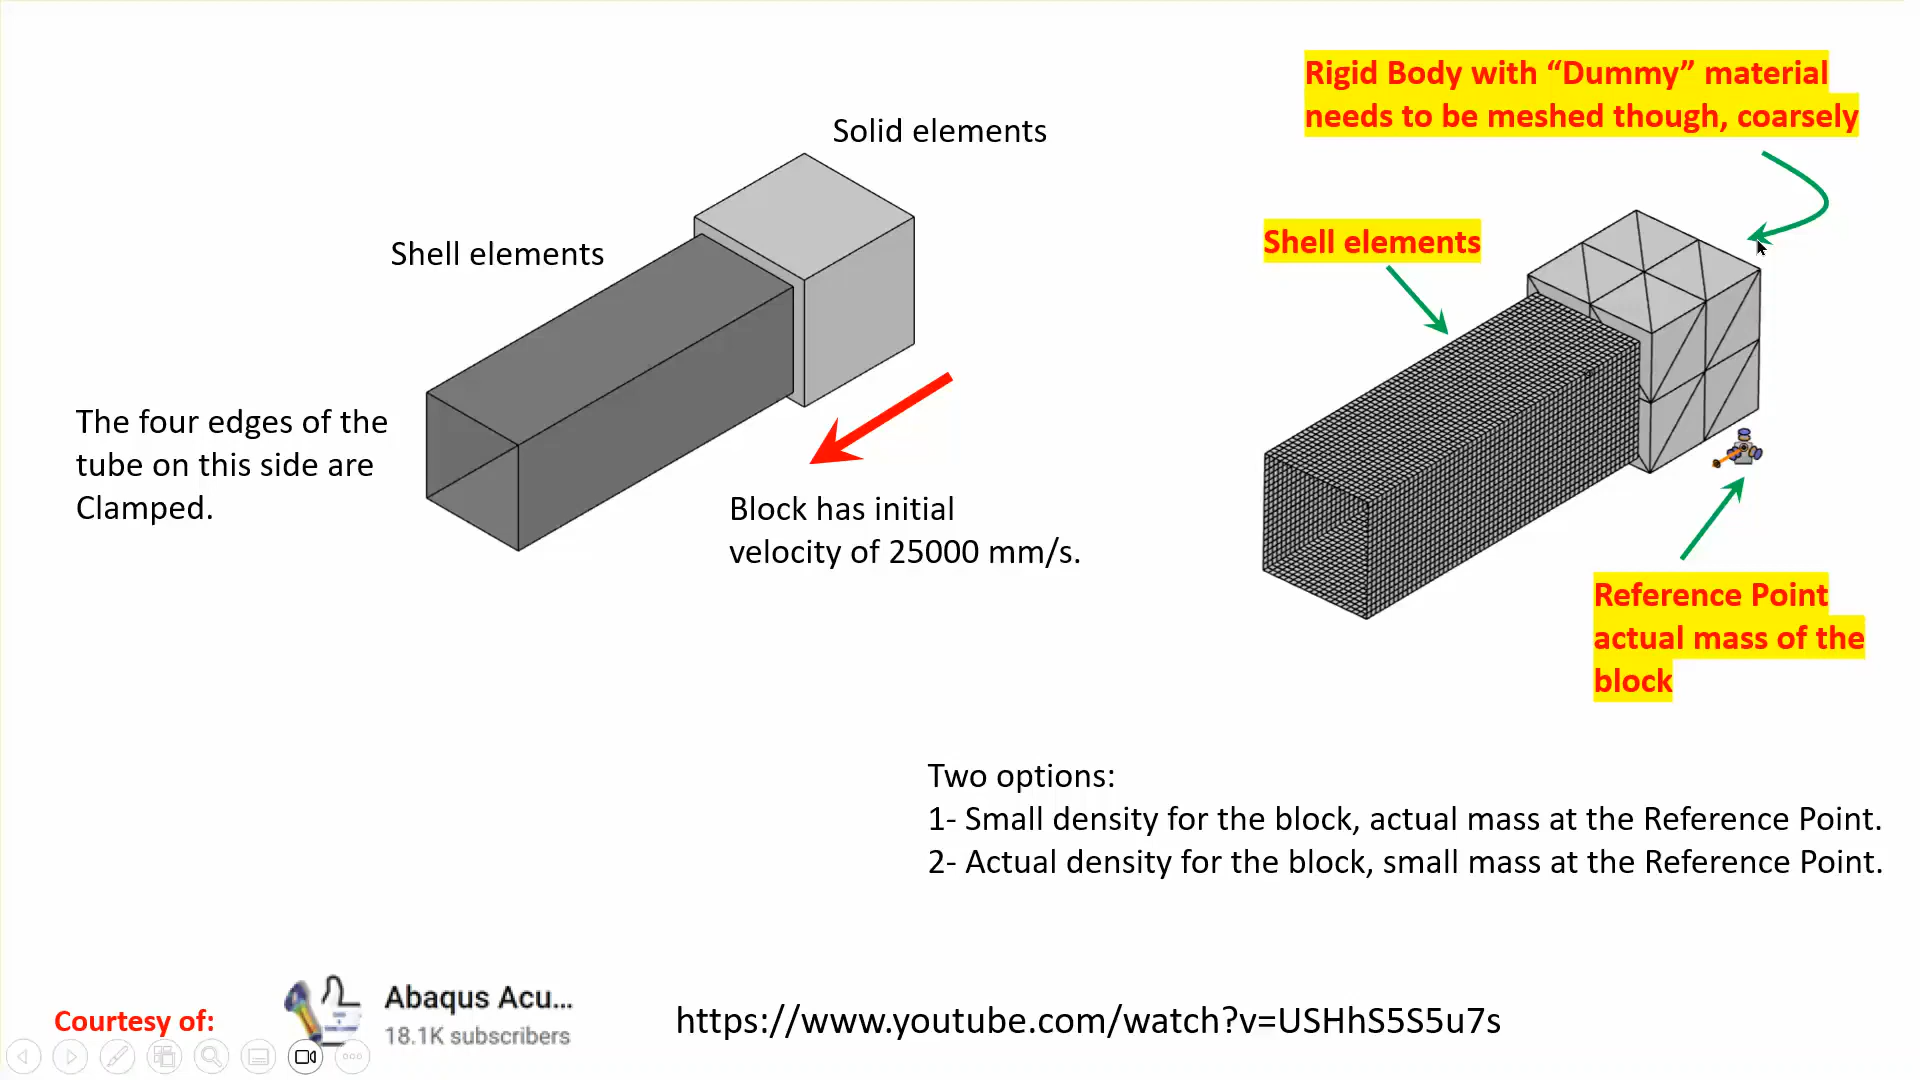 Rigid Body with “Dummy” material
needs to be meshed though, coarsely
Solid elements
Shell elements
Shell elements
The four edges of the
tube on this side are
Clamped.
Block has initial
velocity of 25000 mm/s.
Reference Point
actual mass of the
block
Two options:
1- Small density for the block, actual mass at the Reference Point.
2- Actual density for the block, small mass at the Reference Point.
Courtesy of:
Abaqus Acu...
18.1K subscribers
https://www.youtube.com/watch?v=USHhS5S5u7s